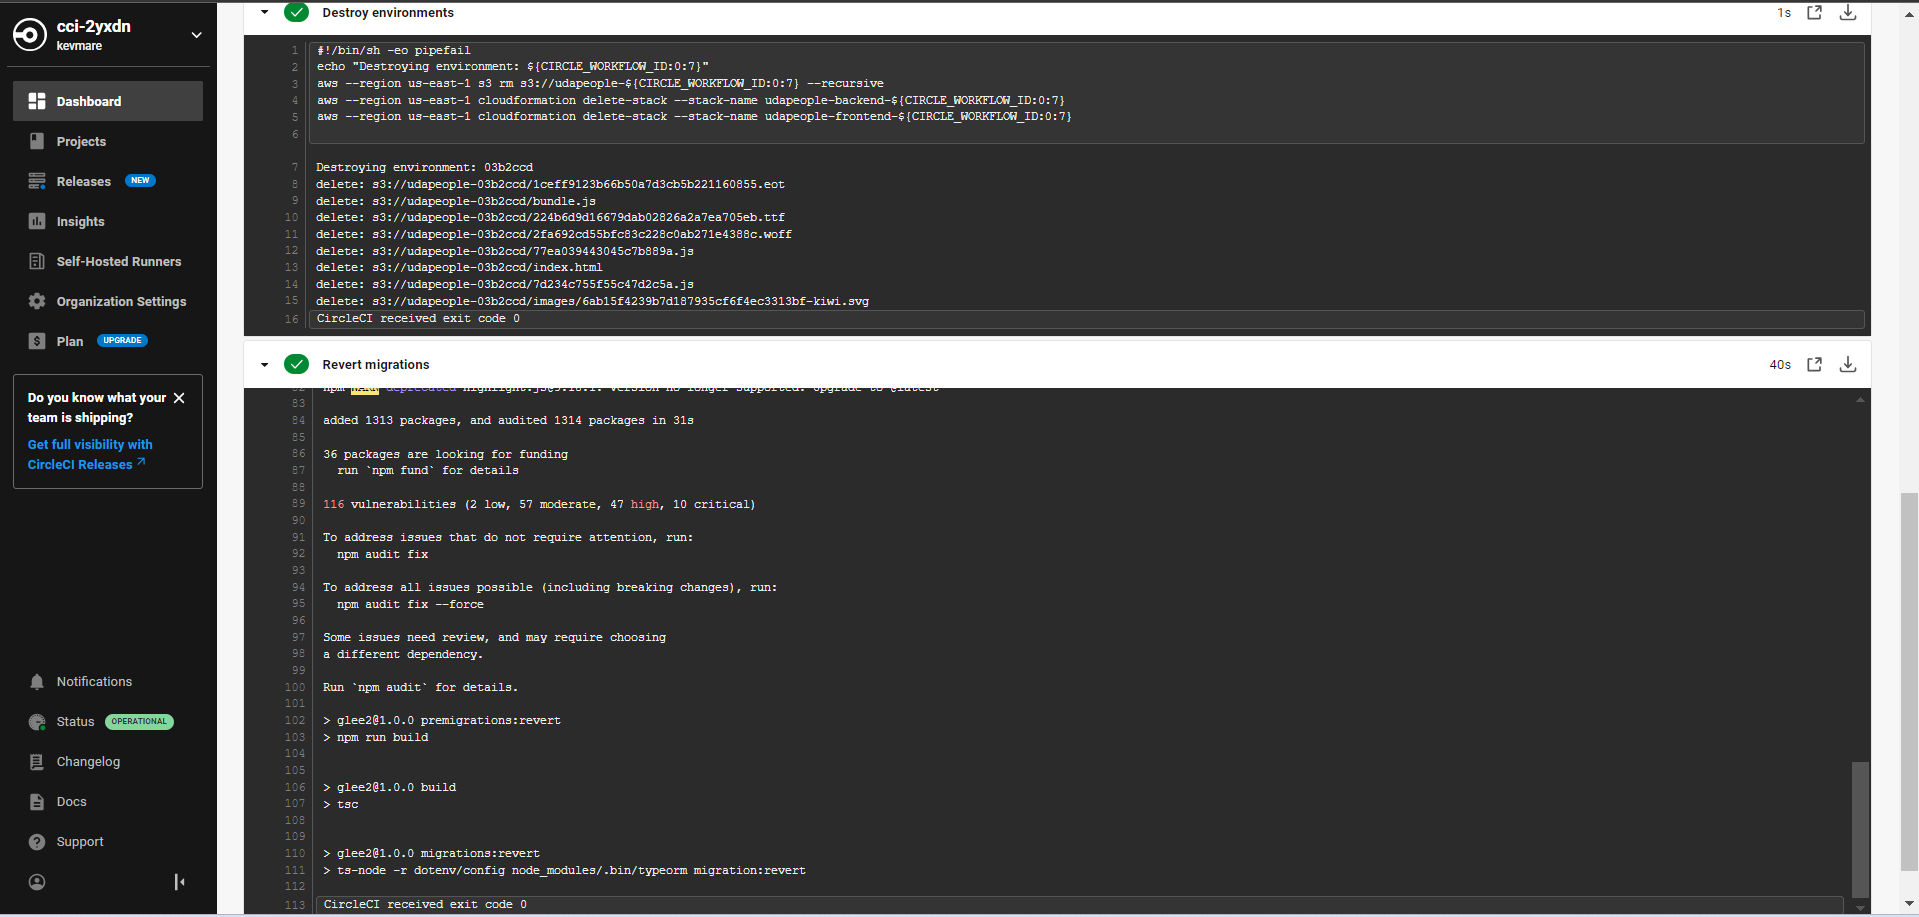 cci-2yxdn
kevmare
Dashboard
Projects
Releases NEW
Insights
Self-Hosted Runners
Organization Settings
Plan UPGRADE
Do you know what your
team is shipping?
Get full visibility with
CircleCI Releases
Notifications
Status OPERATIONAL
Changelog
Docs
Support
Destroy environments 1s
1 #!/bin/sh -eo pipefail
2 echo "Destroying environment: ${CIRCLE_WORKFLOW_ID:0:7}"
3 aws --region us-east-1 s3 rm s3://udapeople-${CIRCLE_WORKFLOW_ID:0:7} --recursive
4 aws --region us-east-1 cloudformation delete-stack --stack-name udapeople-backend-${CIRCLE_WORKFLOW_ID:0:7}
5 aws --region us-east-1 cloudformation delete-stack --stack-name udapeople-frontend-${CIRCLE_WORKFLOW_ID:0:7}
6
7 Destroying environment: 03b2ccd
8 delete: s3://udapeople-03b2ccd/1ceff9123b66b50a7d3cb5b221160855.eot
9 delete: s3://udapeople-03b2ccd/bundle.js
10 delete: s3://udapeople-03b2ccd/224b6d9d16679dab02826a2a7ea705eb.ttf
11 delete: s3://udapeople-03b2ccd/2fa692cd55bfc83c228c0ab271e4388c.woff
12 delete: s3://udapeople-03b2ccd/77ea039443045c7b889a.js
13 delete: s3://udapeople-03b2ccd/index.html
14 delete: s3://udapeople-03b2ccd/7d234c755f55c47d2c5a.js
15 delete: s3://udapeople-03b2ccd/images/6ab15f4239b7d187935cf6f4ec3313bf-kiwi.svg
16 CircleCI received exit code 0
Revert migrations 40s
83
84 added 1313 packages, and audited 1314 packages in 31s
85
86 36 packages are looking for funding
87 run `npm fund` for details
88
89 116 vulnerabilities (2 low, 57 moderate, 47 high, 10 critical)
90
91 To address issues that do not require attention, run:
92 npm audit fix
93
94 To address all issues possible (including breaking changes), run:
95 npm audit fix --force
96
97 Some issues need review, and may require choosing
98 a different dependency.
99
100 Run `npm audit` for details.
101
102 > glee2@1.0.0 premigrations:revert
103 > npm run build
104
105
106 > glee2@1.0.0 build
107 > tsc
108
109
110 > glee2@1.0.0 migrations:revert
111 > ts-node -r dotenv/config node_modules/.bin/typeorm migration:revert
112
113 CircleCI received exit code 0